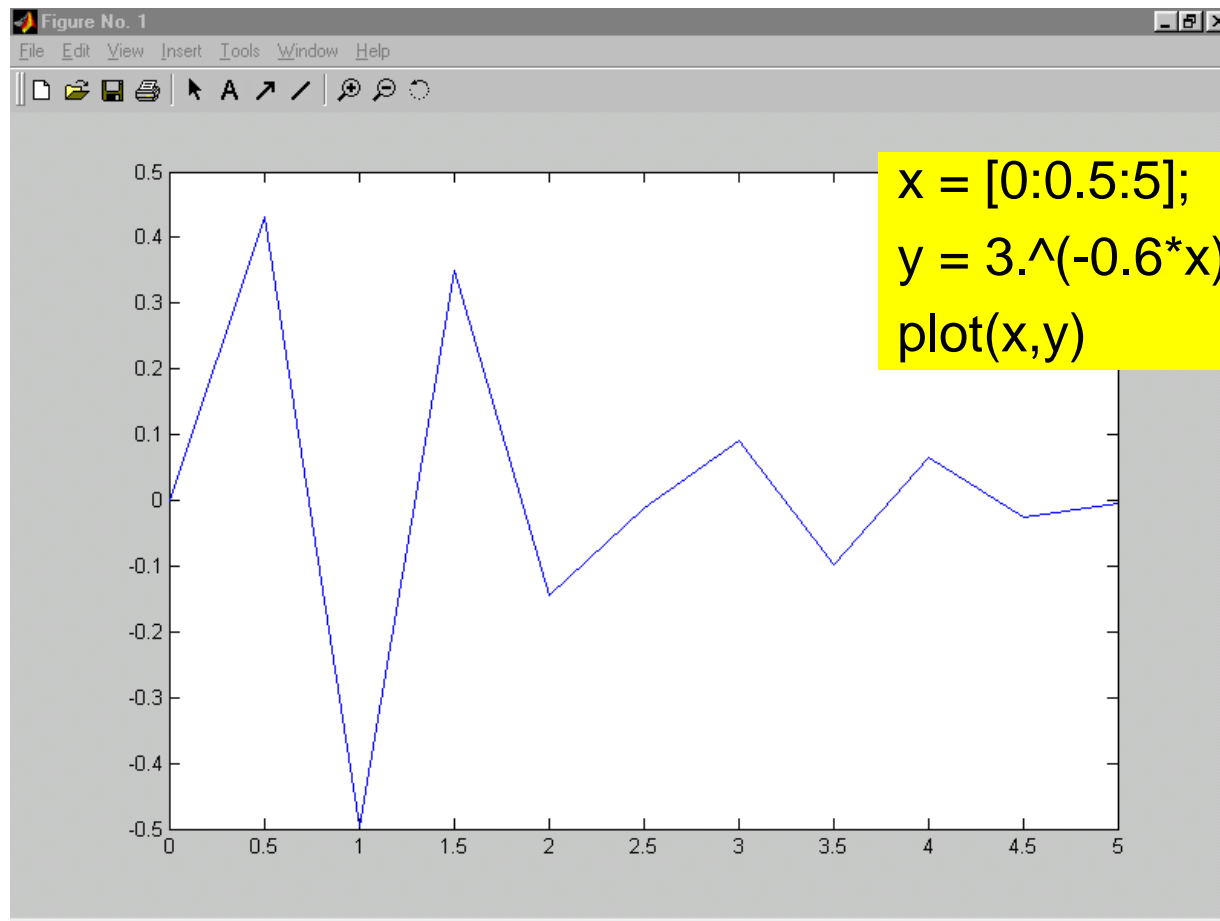 Figure No. 1
File Edit View Insert Tools Window Help
A
x = [0:0.5:5];
y = 3.^(-0.6*x)
plot(x,y)
0.5
0.4
0.3
0.2
0.1
0
-0.1
-0.2
-0.3
-0.4
-0.5
0 0.5 1 1.5 2 2.5 3 3.5 4 4.5 5